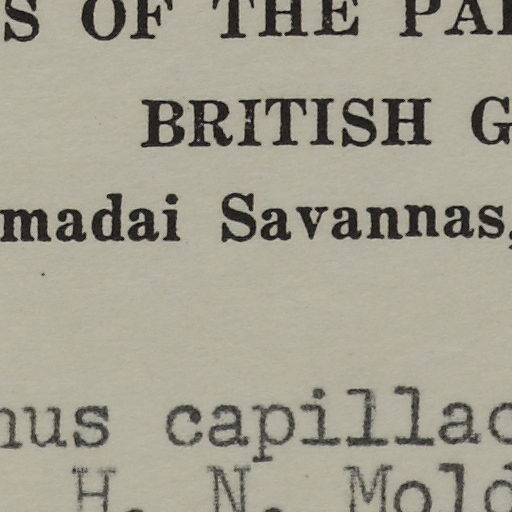 S OF THE PA
BRITISH G
madai Savannas,
nus capillac
H. N. Mold